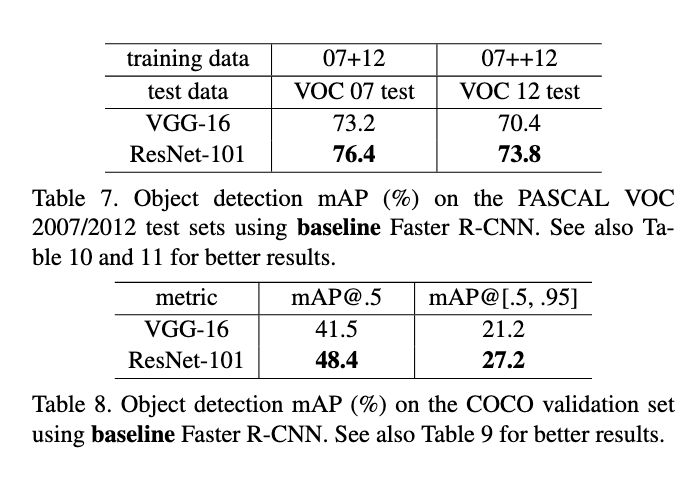 training data 07+12 07++12
test data VOC 07 test VOC 12 test
VGG-16 73.2 70.4
ResNet-101 76.4 73.8
Table 7. Object detection mAP (%) on the PASCAL VOC
2007/2012 test sets using baseline Faster R-CNN. See also Ta-
ble 10 and 11 for better results.
metric mAP@.5 mAP@[.5, .95]
VGG-16 41.5 21.2
ResNet-101 48.4 27.2
Table 8. Object detection mAP (%) on the COCO validation set
using baseline Faster R-CNN. See also Table 9 for better results.